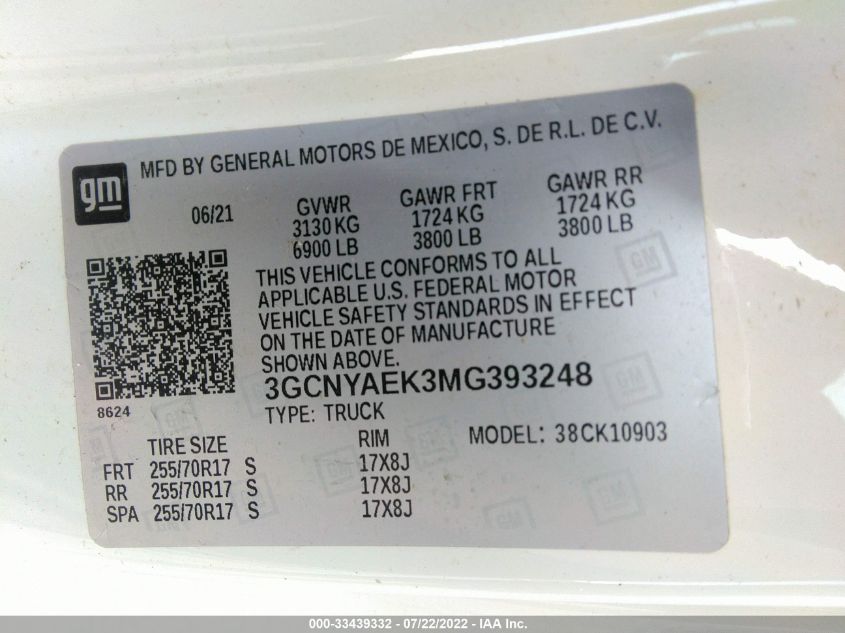 gm
MFD BY GENERAL MOTORS DE MEXICO, S. DE R.L. DE C.V.
06/21 GVWR GAWR FRT GAWR RR
3130 KG 1724 KG 1724 KG
6900 LB 3800 LB 3800 LB
THIS VEHICLE CONFORMS TO ALL
APPLICABLE U.S. FEDERAL MOTOR
VEHICLE SAFETY STANDARDS IN EFFECT
ON THE DATE OF MANUFACTURE
SHOWN ABOVE.
3GCNYAEK3MG393248
8624
TYPE: TRUCK
TIRE SIZE RIM MODEL: 38CK10903
FRT 255/70R17 S 17X8J
RR 255/70R17 S 17X8J
SPA 255/70R17 S 17X8J
000-33439332 - 07/22/2022 - IAA Inc.